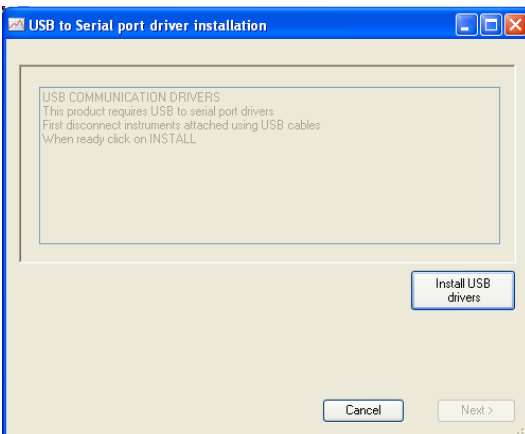 USB to Serial port driver installation
USB COMMUNICATION DRIVERS
This product requires USB to serial port drivers
First disconnect instruments attached using USB cables
When ready click on INSTALL
Install USB
drivers
Cancel
Next >